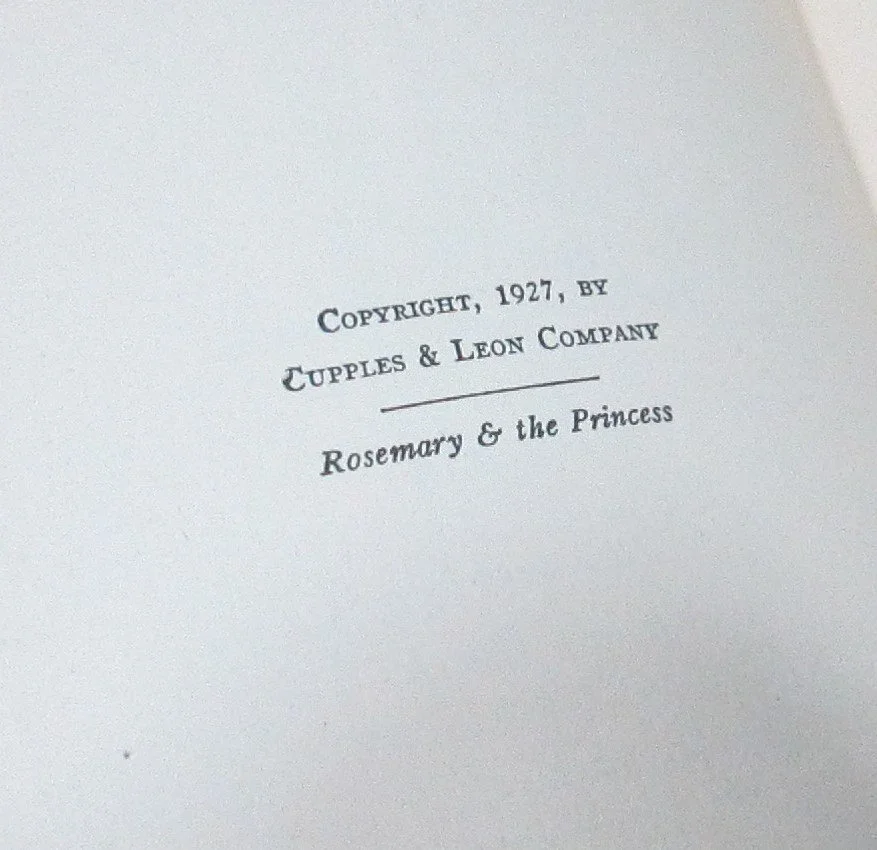 Copyright, 1927, by
Cupples & Leon Company
Rosemary & the Princess